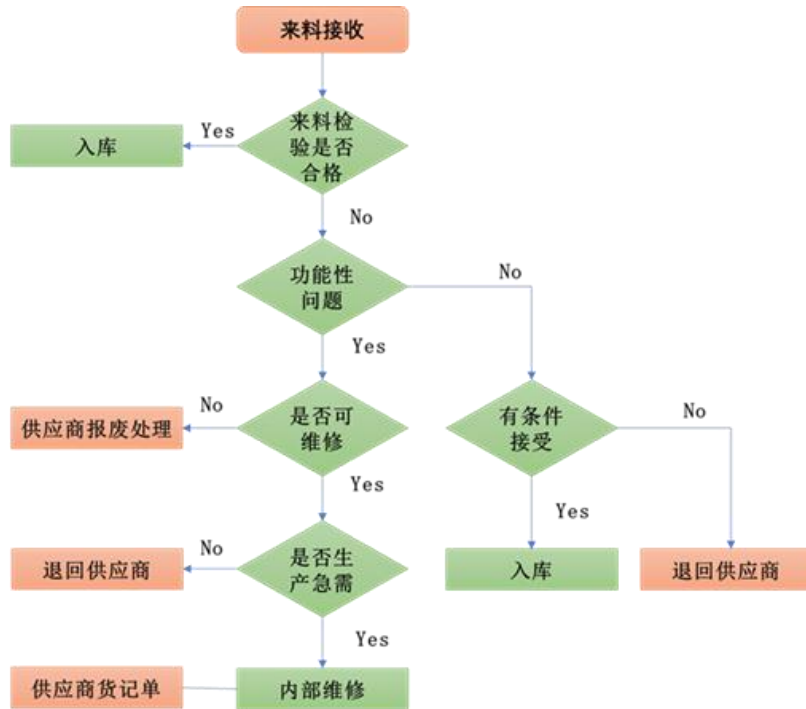 来料接收
来料检
验是否
合格
Yes
入库
No
功能性
问题
No
Yes
是否可
维修
No
供应商报废处理
有条件
接受
No
Yes
Yes
是否生
产急需
No
退回供应商
入库
退回供应商
Yes
内部维修
供应商货记单